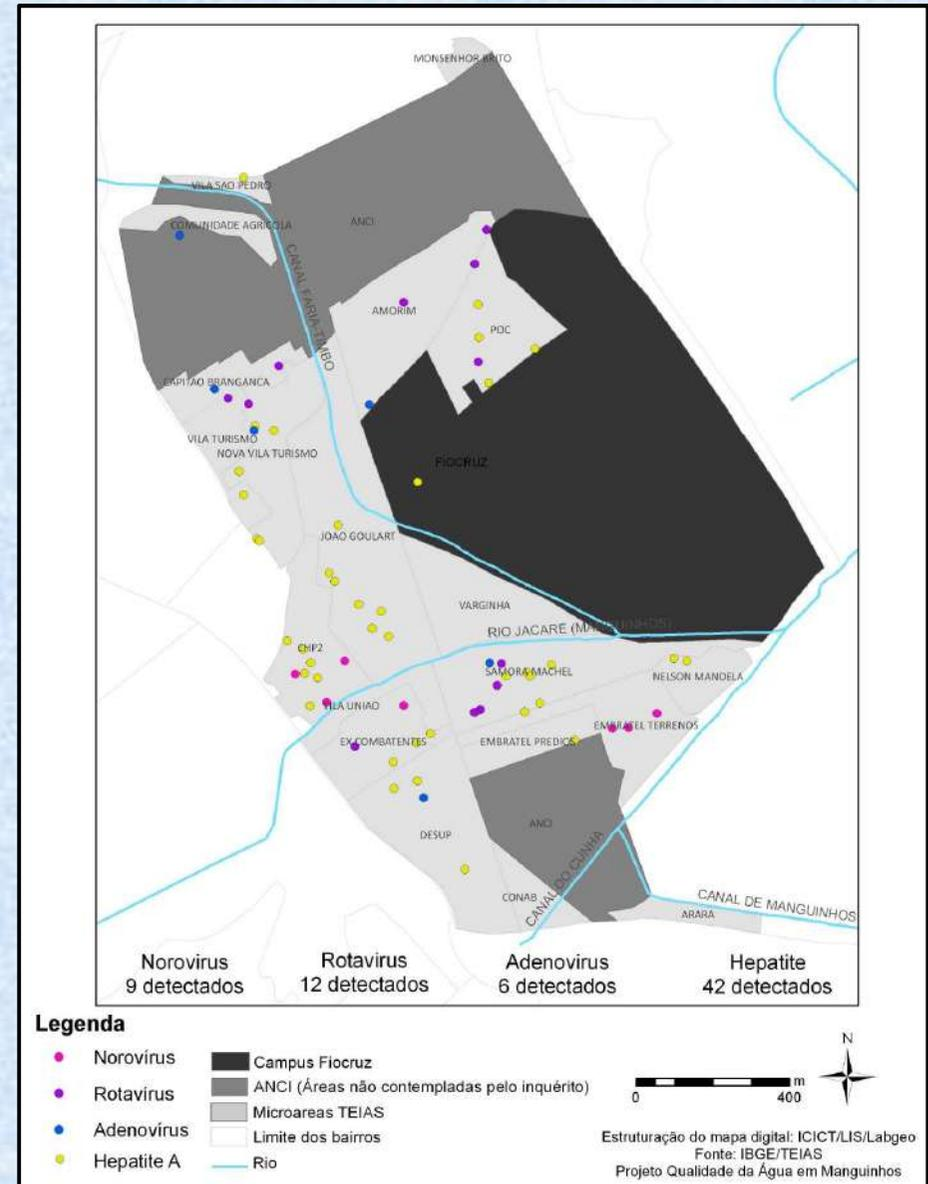 MONSENHOR BRITO
VILA SAO PEDRO
COMUNIDADE AGRICOLA
ANCI
CANAL FARIA-TIMBO
AMORIM
POC
CAPITAO BRANGANCA
VILA TURISMO
NOVA VILA TURISMO
FIOCRUZ
JOAO GOULART
VARGINHA
RIO JACARE (MANGUINHOS)
CHP2
SAMORA MACHEL
NELSON MANDELA
VILA UNIAO
EMBRATEL TERRENOS
EX COMBATENTES
EMBRATEL PREDIOS
ANCI
DESUP
CONAB
CANAL DO CUNHA
CANAL DE MANGUINHOS
ARARA
Norovirus
9 detectados
Rotavirus
12 detectados
Adenovirus
6 detectados
Hepatite
42 detectados
Legenda
Norovírus
Rotavírus
Adenovírus
Hepatite A
Campus Fiocruz
ANCI (Áreas não contempladas pelo inquérito)
Microareas TEIAS
Limite dos bairros
Rio
N
m
0 400
Estruturação do mapa digital: ICICT/LIS/Labgeo
Fonte: IBGE/TEIAS
Projeto Qualidade da Água em Manguinhos